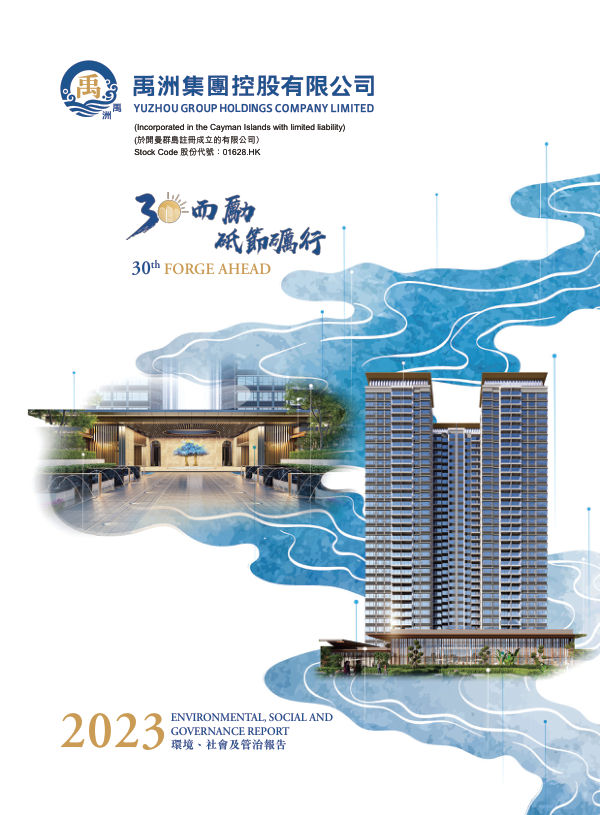 禹
洲
禹
禹洲集團控股有限公司
YUZHOU GROUP HOLDINGS COMPANY LIMITED
(Incorporated in the Cayman Islands with limited liability)
(於開曼群島註冊成立的有限公司)
Stock Code 股份代號：01628.HK
30而勵
砥節礪行
30th FORGE AHEAD
2023
ENVIRONMENTAL, SOCIAL AND
GOVERNANCE REPORT
環境、社會及管治報告